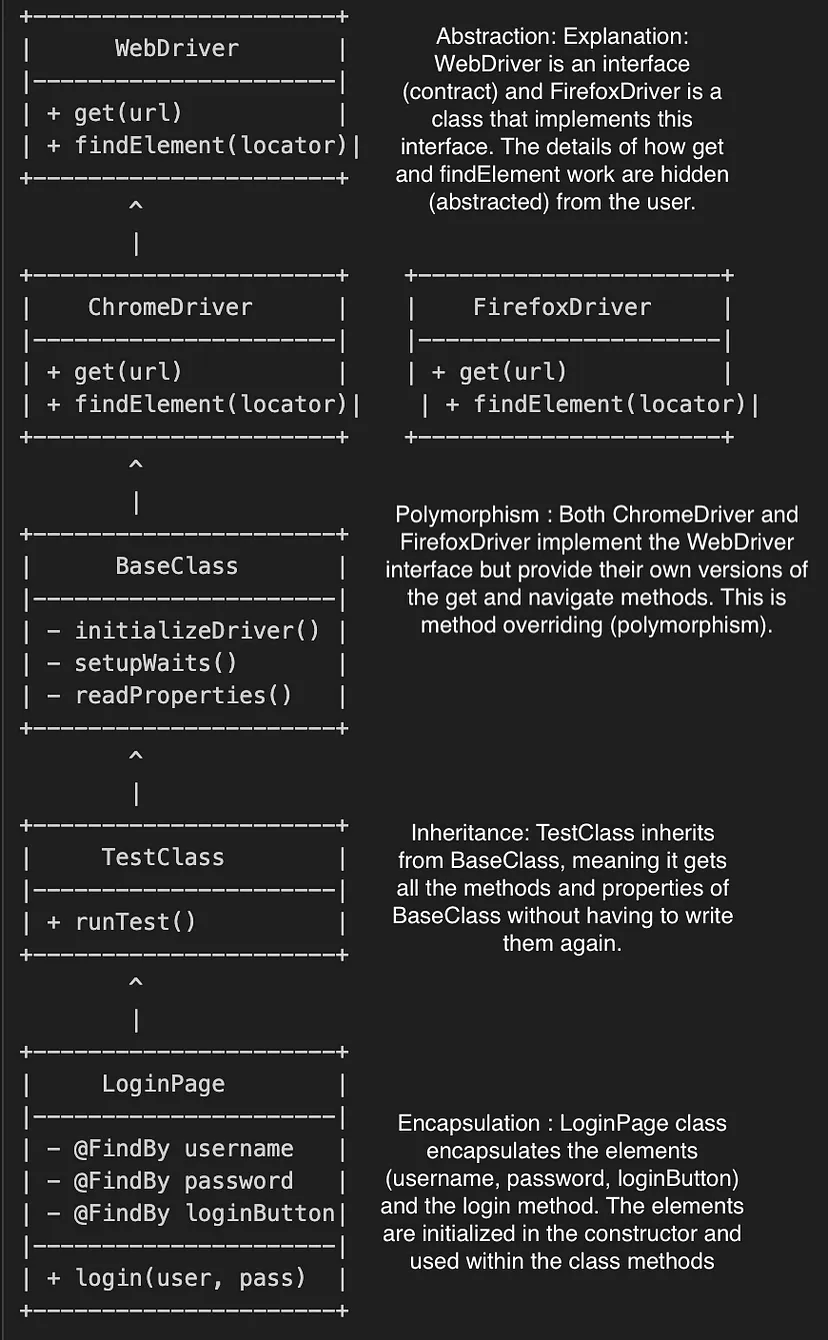 +----------------------+
| WebDriver |
|----------------------|
| + get(url) |
| + findElement(locator)|
+----------------------+
^
|
Abstraction: Explanation:
WebDriver is an interface
(contract) and FirefoxDriver is a
class that implements this
interface. The details of how get
and findElement work are hidden
(abstracted) from the user.
+----------------------+ +----------------------+
| ChromeDriver | | FirefoxDriver |
|----------------------| |----------------------|
| + get(url) | | + get(url) |
| + findElement(locator)| | + findElement(locator)|
+----------------------+ +----------------------+
^
|
+----------------------+
| BaseClass |
|----------------------|
| - initializeDriver() |
| - setupWaits() |
| - readProperties() |
+----------------------+
^
|
Polymorphism : Both ChromeDriver and
FirefoxDriver implement the WebDriver
interface but provide their own versions of
the get and navigate methods. This is
method overriding (polymorphism).
+----------------------+
| TestClass |
|----------------------|
| + runTest() |
+----------------------+
^
|
Inheritance: TestClass inherits
from BaseClass, meaning it gets
all the methods and properties of
BaseClass without having to write
them again.
+----------------------+
| LoginPage |
|----------------------|
| - @FindBy username |
| - @FindBy password |
| - @FindBy loginButton|
|----------------------|
| + login(user, pass) |
+----------------------+
Encapsulation : LoginPage class
encapsulates the elements
(username, password, loginButton)
and the login method. The elements
are initialized in the constructor and
used within the class methods